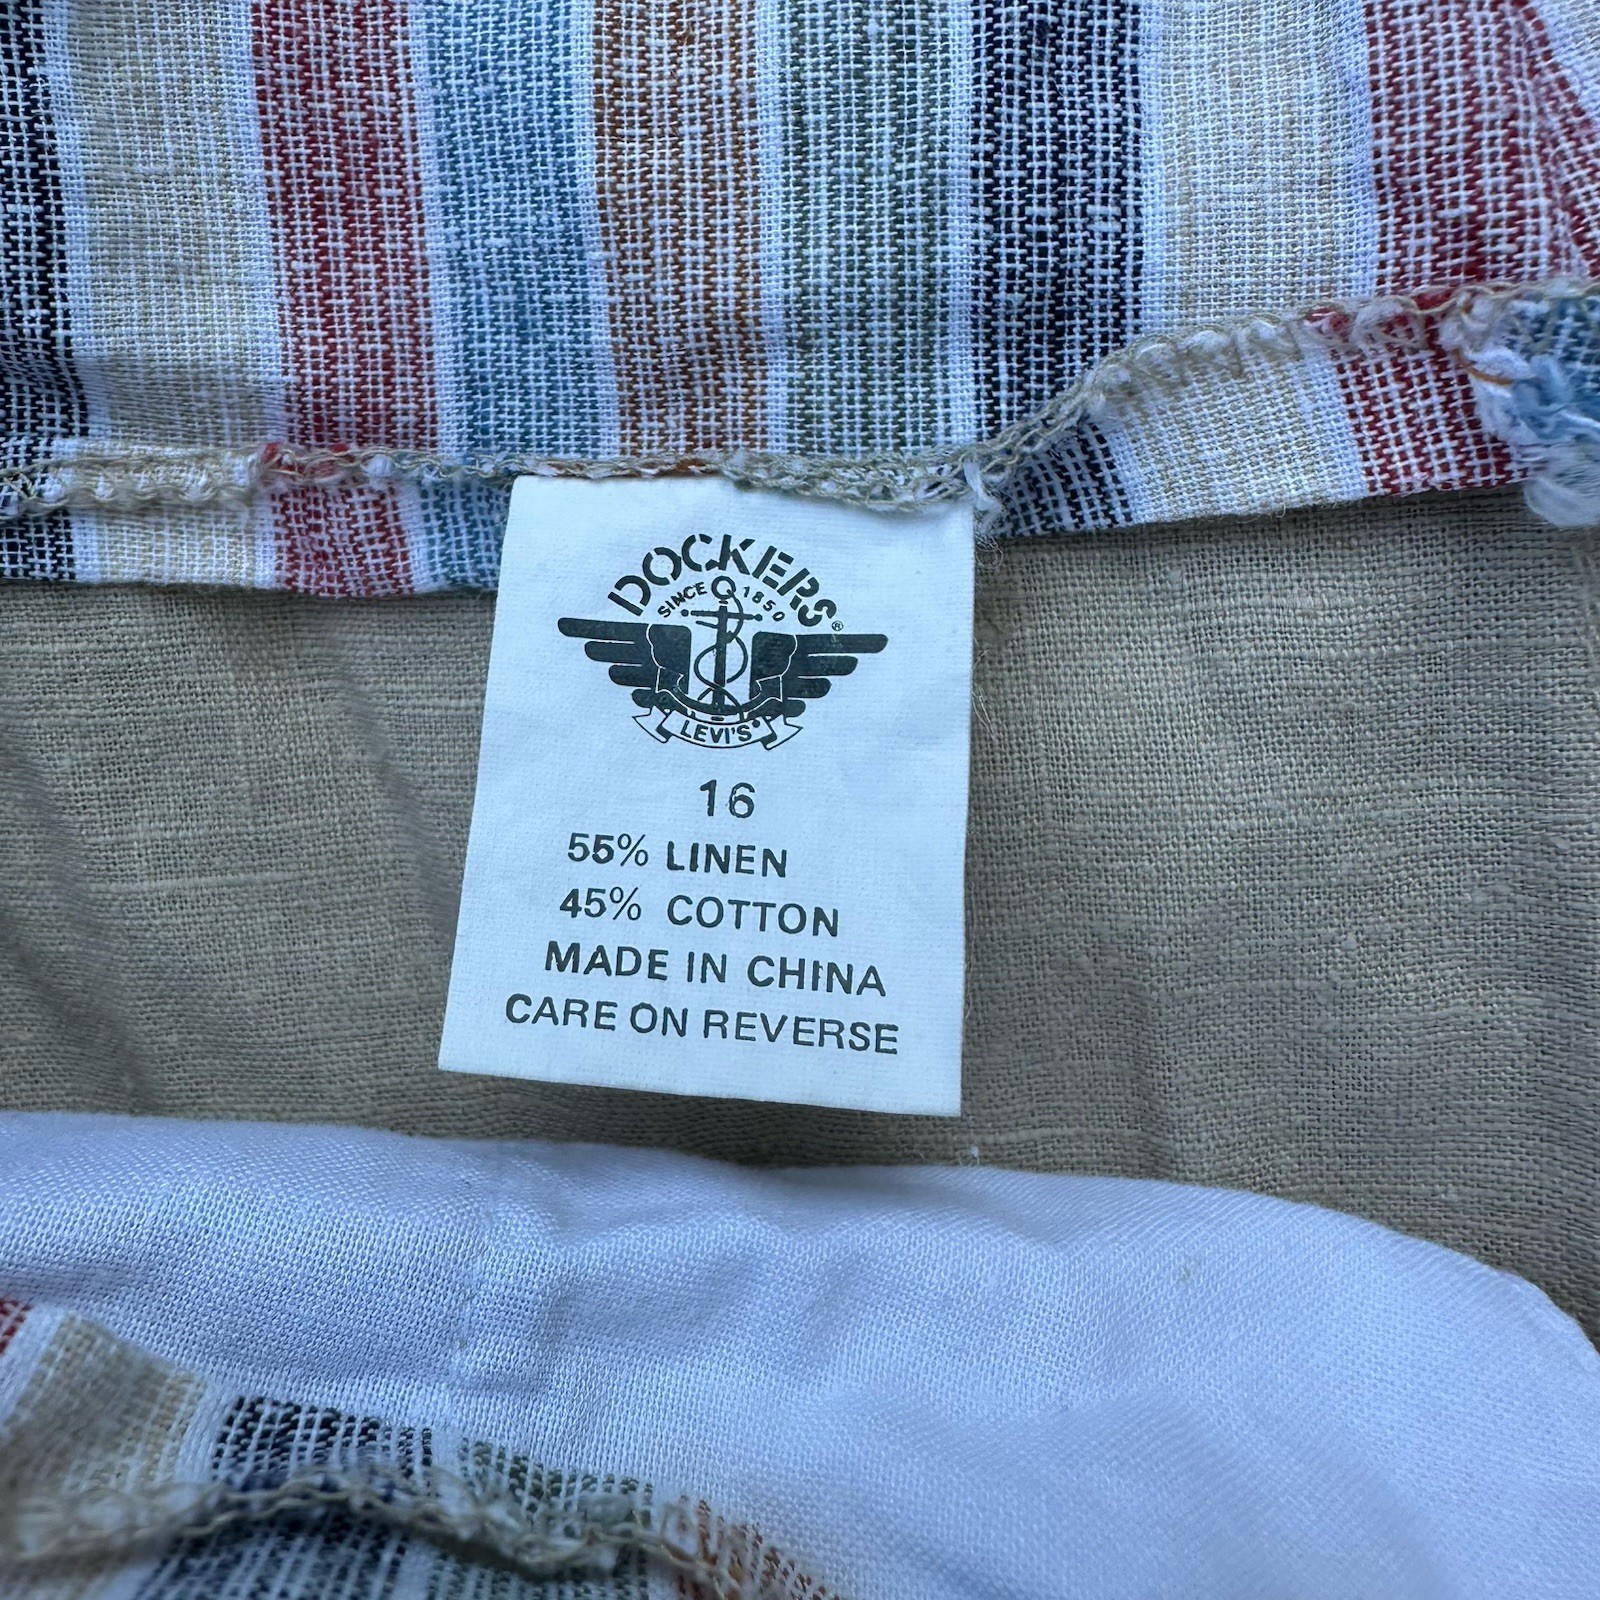 DOCKERS®
SINCE 1850
LEVI'S®
16
55% LINEN
45% COTTON
MADE IN CHINA
CARE ON REVERSE